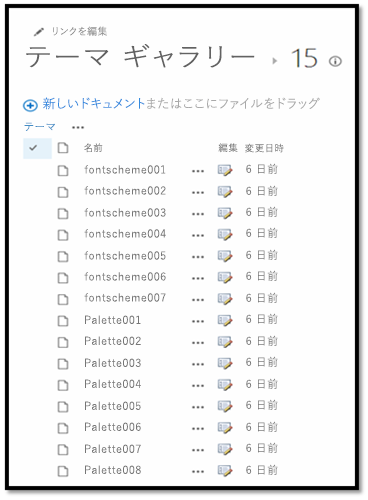 リンクを編集
テーマ ギャラリー ▸ 15
新しいドキュメントまたはここにファイルをドラッグ
テーマ •••
名前 編集 変更日時
fontscheme001 ••• 6 日前
fontscheme002 ••• 6 日前
fontscheme003 ••• 6 日前
fontscheme004 ••• 6 日前
fontscheme005 ••• 6 日前
fontscheme006 ••• 6 日前
fontscheme007 ••• 6 日前
Palette001 ••• 6 日前
Palette002 ••• 6 日前
Palette003 ••• 6 日前
Palette004 ••• 6 日前
Palette005 ••• 6 日前
Palette006 ••• 6 日前
Palette007 ••• 6 日前
Palette008 ••• 6 日前